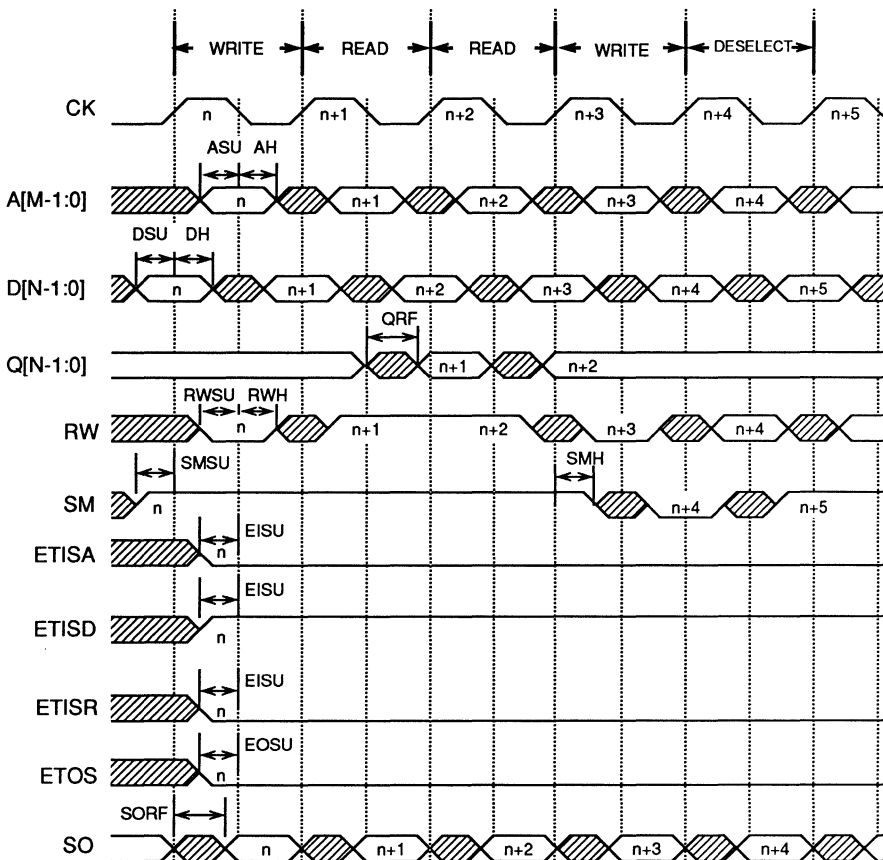 WRITE READ READ WRITE DESELECT
CK n n+1 n+2 n+3 n+4 n+5
ASU AH
A[M-1:0] n n+1 n+2 n+3 n+4
DSU DH
D[N-1:0] n n+1 n+2 n+3 n+4 n+5
QRF
Q[N-1:0] n+1 n+2
RWSU RWH
RW n n+1 n+2 n+3 n+4
SMSU SMH
SM n n+4 n+5
EISU
ETISA n
EISU
ETISD n
EISU
ETISR n
EOSU
ETOS n
SORF
SO n n+1 n+2 n+3 n+4